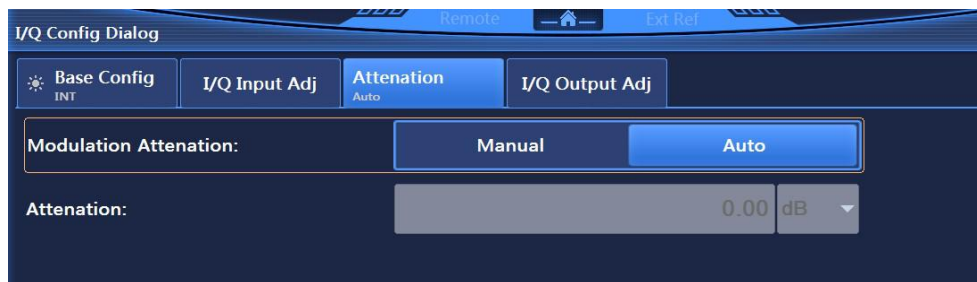 Remote Ext Ref
I/Q Config Dialog
Base Config I/Q Input Adj Attenation I/Q Output Adj
INT Auto
Modulation Attenation: Manual Auto
Attenation: 0.00 dB